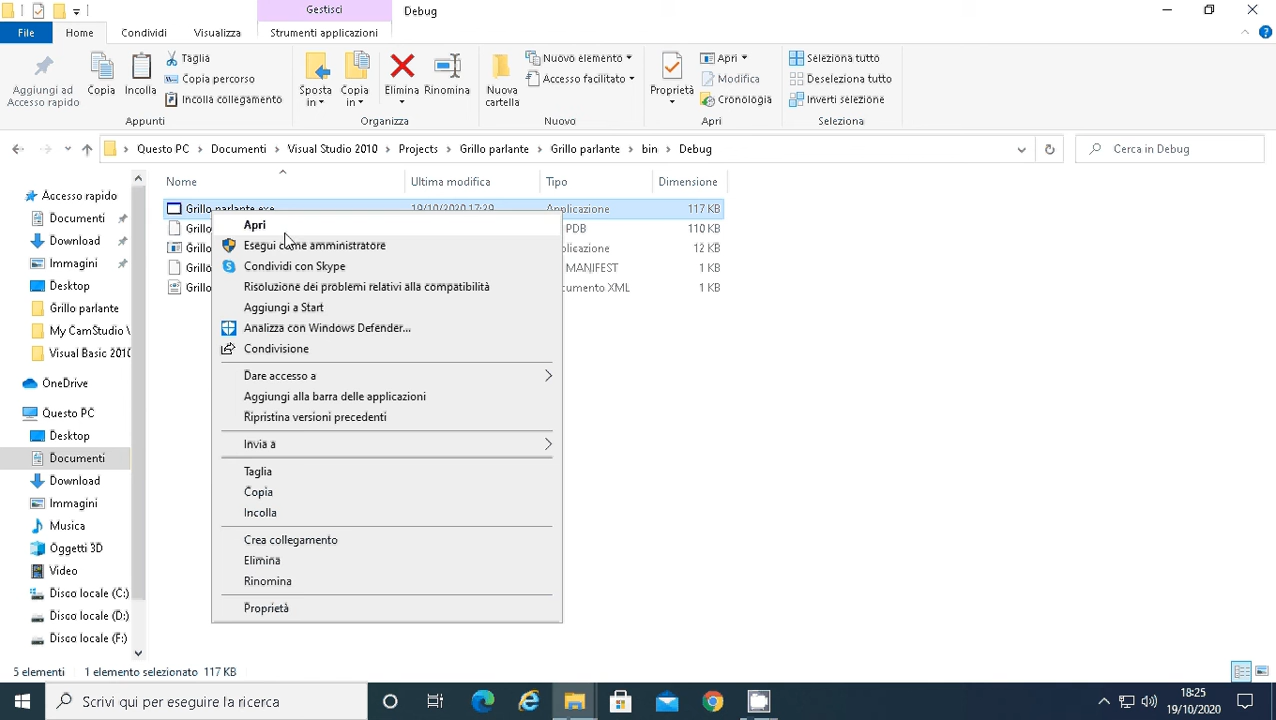 Gestisci
Debug
File
Home
Condividi
Visualizza
Strumenti applicazioni
Aggiungi ad
Accesso rapido
Copia
Incolla
Taglia
Copia percorso
Incolla collegamento
Appunti
Sposta
in
Copia
in
Elimina
Rinomina
Organizza
Nuova
cartella
Nuovo elemento
Accesso facilitato
Nuovo
Proprietà
Apri
Modifica
Cronologia
Apri
Seleziona tutto
Deseleziona tutto
Inverti selezione
Seleziona
Questo PC
Documenti
Visual Studio 2010
Projects
Grillo parlante
Grillo parlante
bin
Debug
Cerca in Debug
Nome
Ultima modifica
Tipo
Dimensione
Grillo parlante.exe
19/10/2020 17:39
Applicazione
117 KB
Grillo
PDB
110 KB
Grillo
12 KB
Grillo
MANIFEST
1 KB
Grillo
XML
1 KB
Accesso rapido
Documenti
Download
Immagini
Desktop
Grillo parlante
My CamStudio
Visual Basic 2010
OneDrive
Questo PC
Desktop
Documenti
Download
Immagini
Musica
Oggetti 3D
Video
Disco locale (C:)
Disco locale (D:)
Disco locale (F:)
Apri
Esegui come amministratore
Condividi con Skype
Risoluzione dei problemi relativi alla compatibilità
Aggiungi a Start
Analizza con Windows Defender...
Condivisione
Dare accesso a
Aggiungi alla barra delle applicazioni
Ripristina versioni precedenti
Invia a
Taglia
Copia
Incolla
Crea collegamento
Elimina
Rinomina
Proprietà
5 elementi
1 elemento selezionato 117 KB
Scrivi qui per eseguire la ricerca
18:25
19/10/2020